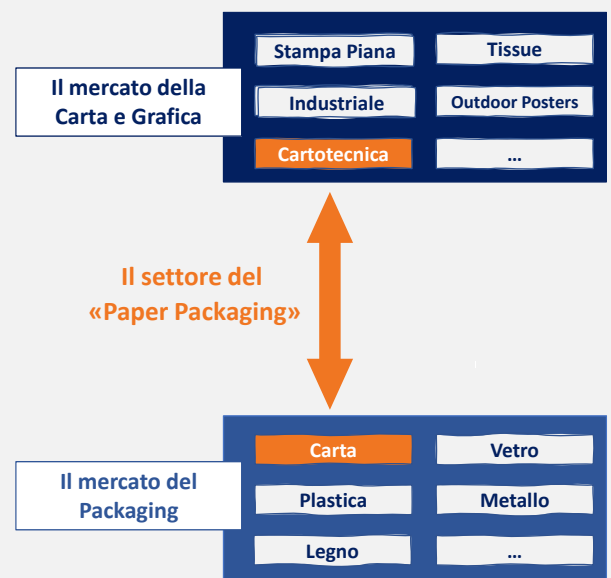 Il mercato della
Carta e Grafica
Stampa Piana
Tissue
Industriale
Outdoor Posters
Cartotecnica
...
Il settore del
«Paper Packaging»
Il mercato del
Packaging
Carta
Vetro
Plastica
Metallo
Legno
...